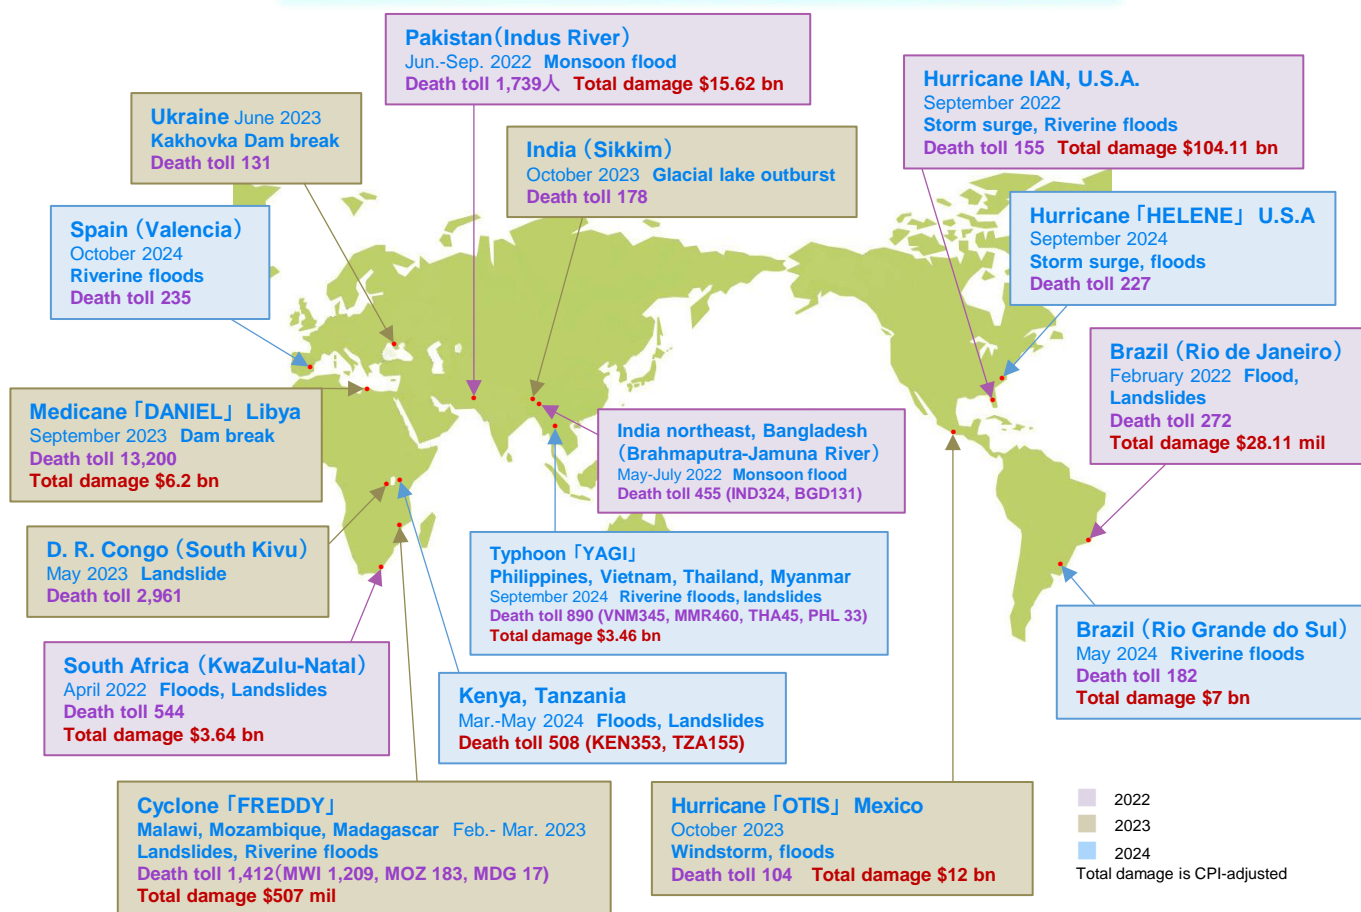 Pakistan（Indus River）
Jun.-Sep. 2022 Monsoon flood
Death toll 1,739人 Total damage $15.62 bn
Hurricane IAN, U.S.A.
September 2022
Storm surge, Riverine floods
Death toll 155 Total damage $104.11 bn
Ukraine June 2023
Kakhovka Dam break
Death toll 131
India（Sikkim）
October 2023 Glacial lake outburst
Death toll 178
Spain（Valencia）
October 2024
Riverine floods
Death toll 235
Hurricane「HELENE」 U.S.A
September 2024
Storm surge, floods
Death toll 227
Brazil（Rio de Janeiro）
February 2022 Flood,
Landslides
Death toll 272
Total damage $28.11 mil
Medicane「DANIEL」Libya
September 2023 Dam break
Death toll 13,200
Total damage $6.2 bn
India northeast, Bangladesh
（Brahmaputra-Jamuna River）
May-July 2022 Monsoon flood
Death toll 455 (IND324, BGD131)
D. R. Congo（South Kivu）
May 2023 Landslide
Death toll 2,961
Typhoon「YAGI」
Philippines, Vietnam, Thailand, Myanmar
September 2024 Riverine floods, landslides
Death toll 890 (VNM345, MMR460, THA45, PHL 33)
Total damage $3.46 bn
South Africa（KwaZulu-Natal）
April 2022 Floods, Landslides
Death toll 544
Total damage $3.64 bn
Kenya, Tanzania
Mar.-May 2024 Floods, Landslides
Death toll 508 (KEN353, TZA155)
Brazil（Rio Grande do Sul）
May 2024 Riverine floods
Death toll 182
Total damage $7 bn
Cyclone「FREDDY」
Malawi, Mozambique, Madagascar Feb.- Mar. 2023
Landslides, Riverine floods
Death toll 1,412（MWI 1,209, MOZ 183, MDG 17)
Total damage $507 mil
Hurricane「OTIS」Mexico
October 2023
Windstorm, floods
Death toll 104 Total damage $12 bn
2022
2023
2024
Total damage is CPI-adjusted